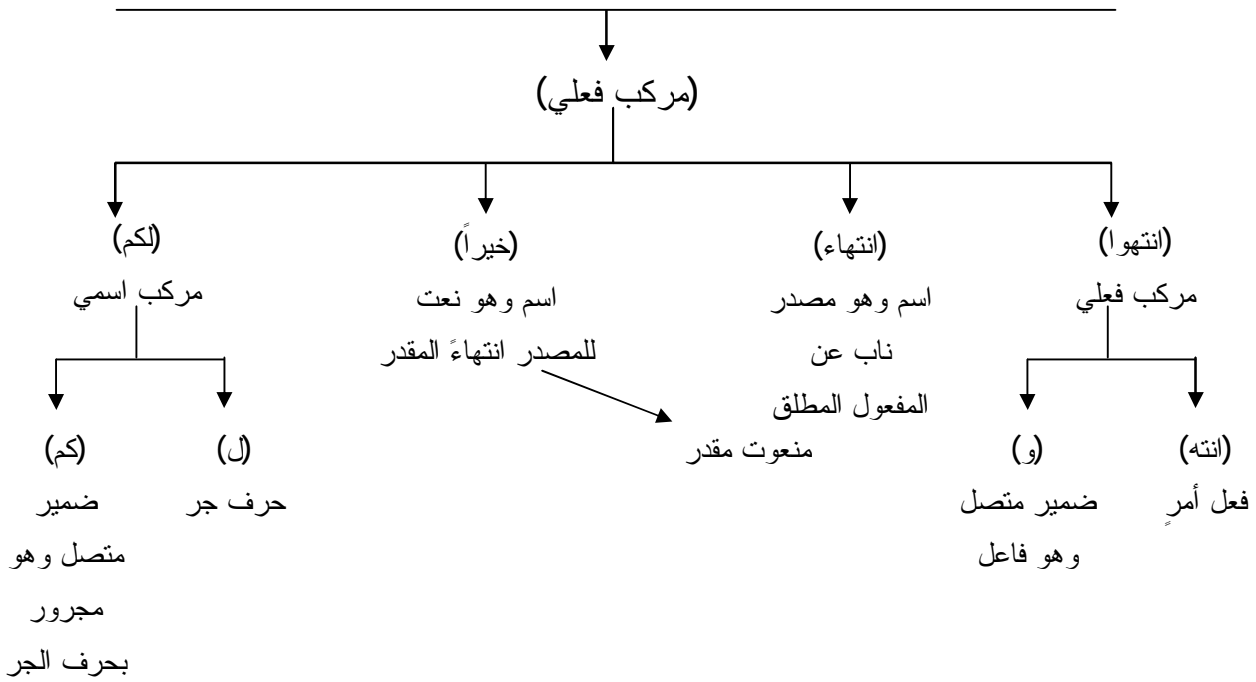 (مركب فعلي)
(انتهوا)
مركب فعلي
(انتهاء)
اسم وهو مصدر
ناب عن
المفعول المطلق
(خيراً)
اسم وهو نعت
للمصدر انتهاءً المقدر
منعوت مقدر
(لكم)
مركب اسمي
(انته)
فعل أمرٍ
(و)
ضمير متصل
وهو فاعل
(ل)
حرف جر
(كم)
ضمير
متصل وهو
مجرور
بحرف الجر